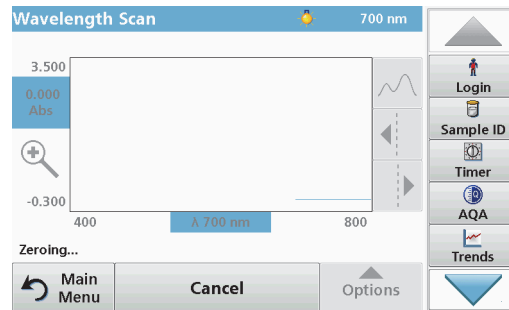 Wavelength Scan
700 nm
3.500
0.000
Abs
-0.300
400
λ 700 nm
800
Zeroing...
Main
Menu
Cancel
Options
Login
Sample ID
Timer
AQA
Trends